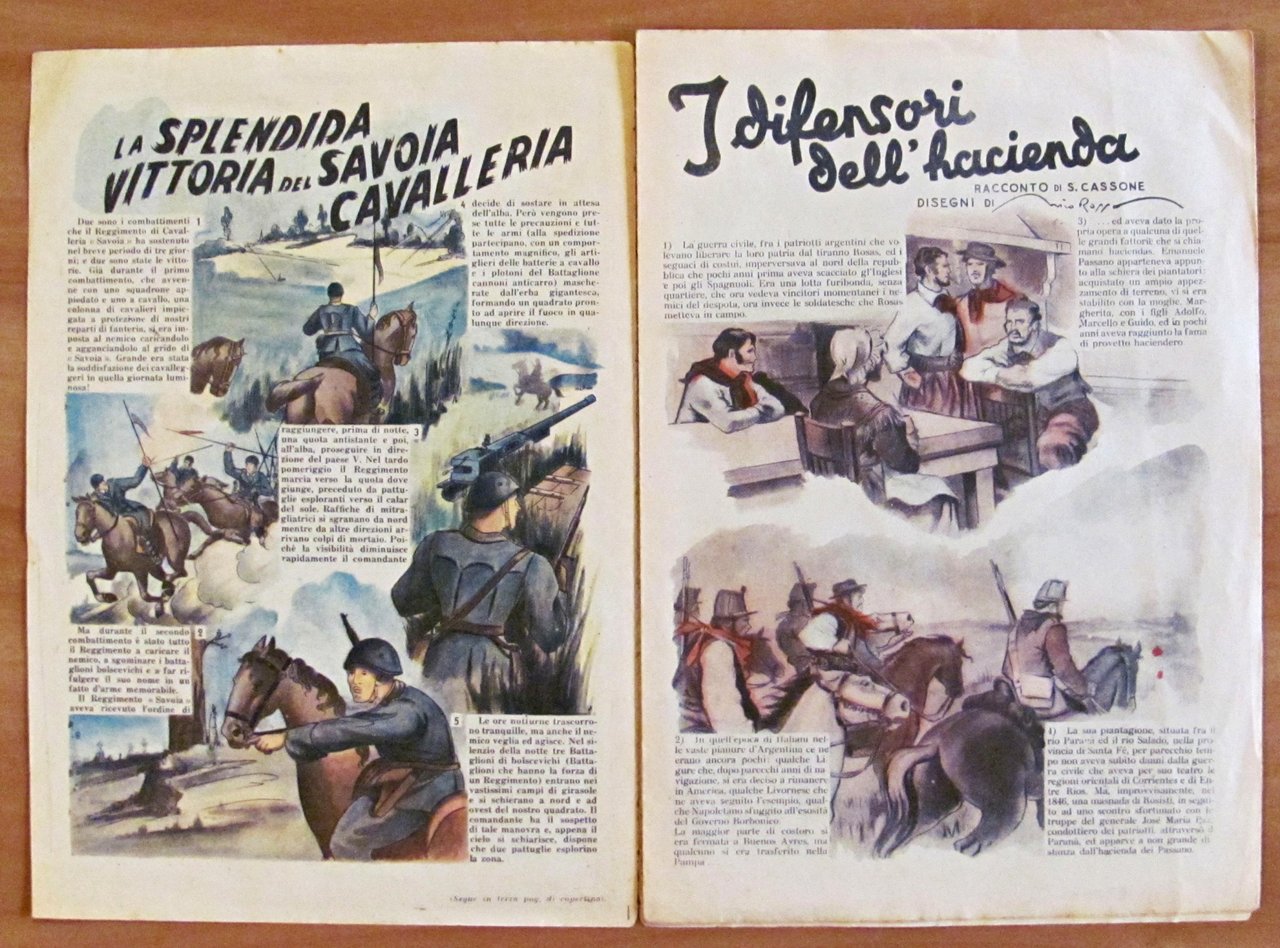 LA SPLENDIDA
VITTORIA DEL SAVOIA
CAVALLERIA
1
Due sono i combattimenti
che il Reggimento di Caval-
leria « Savoia » ha sostenuto
nel breve periodo di tre gior-
ni; e due sono state le vitto-
rie. Già durante il primo
combattimento, che avven-
ne con uno squadrone ap-
piedato e uno a cavallo, una
colonna di cavalieri impie-
gata a protezione di nostri
reparti di fanteria, si era im-
posta al nemico caricandolo
e agganciandolo al grido di
« Savoia ». Grande era stata
la soddisfazione dei cavalleg-
geri in quella giornata lumi-
nosa!
2
Ma durante il secondo
combattimento è stato tutto
il Reggimento a caricare il
nemico, a sgominare i batta-
glioni bolscevichi e a far ri-
fulgere il suo nome in un
fatto d'arme memorabile.
Il Reggimento « Savoia »
aveva ricevuto l'ordine di
3
raggiungere, prima di notte,
una quota antistante e poi,
all'alba, proseguire in dire-
zione del paese V. Nel tardo
pomeriggio il Reggimento
marcia verso la quota dove
giunge, preceduto da pattu-
glie esploranti verso il calar
del sole. Raffiche di mitra-
gliatrici si sgranano da nord
mentre da altre direzioni ar-
rivano colpi di mortaio. Poi-
chè la visibilità diminuisce
rapidamente il comandante
4
decide di sostare in attesa
dell'alba. Però vengono pre-
se tutte le precauzioni e tut-
te le armi (alla spedizione
partecipano, con un compor-
tamento magnifico, gli arti-
glieri delle batterie a cavallo
e i plotoni del Battaglione
cannoni anticarro) masche-
rate dall'erba gigantesca,
formando un quadrato pron-
to ad aprire il fuoco in qua-
lunque direzione.
5
Le ore notturne trascorro-
no tranquille, ma anche il ne-
mico veglia ed agisce. Nel si-
lenzio della notte tre Batta-
glioni di bolscevichi (Batta-
glioni che hanno la forza di
un Reggimento) entrano nei
vastissimi campi di girasole
e si schierano a nord e ad
ovest del nostro quadrato. Il
comandante ha il sospetto
di tale manovra e, appena il
cielo si schiarisce, dispone
che due pattuglie esplorino
la zona.
(Segue in terza pag. di copertina).
I difensori
dell'hacienda
RACCONTO DI S. CASSONE
DISEGNI DI
1) La guerra civile, fra i patriotti argentini che vo-
levano liberare la loro patria dal tiranno Rosas, ed i
seguaci di costui, imperversava al nord della repub-
blica che pochi anni prima aveva scacciato gl'Inglesi
e poi gli Spagnuoli. Era una lotta furibonda, senza
quartiere, che ora vedeva vincitori momentanei i ne-
mici del despota, ora invece le soldatesche che Rosas
metteva in campo.
2) In quell'epoca di Italiani nel-
le vaste pianure d'Argentina ce ne
erano ancora pochi: qualche Li-
gure che, dopo parecchi anni di na-
vigazione, si era deciso a rimanere
in America, qualche Livornese che
ne aveva seguito l'esempio, qual-
che Napoletano sfuggito all'esosità
del Governo Borbonico.
La maggior parte di costoro si
era fermata a Buenos Ayres, ma
qualcuno si era trasferito nella
Pampa...
3) ... ed aveva dato la pro-
pria opera a qualcuna di quel-
le grandi fattorie che si chia-
mano haciendas. Emanuele
Passano apparteneva appun-
to alla schiera dei piantatori:
acquistato un ampio appez-
zamento di terreno, vi si era
stabilito con la moglie, Mar-
gherita, con i figli Adolfo,
Marcello e Guido, ed in pochi
anni aveva raggiunto la fama
di provetto haciendero.
4) La sua piantagione, situata fra il
rio Paranà ed il rio Salado, nella pro-
vincia di Santa Fè, per parecchio tem-
po non aveva subito danni dalla guer-
ra civile che aveva per suo teatro le
regioni orientali di Corrientes e di En-
tre Rios. Ma, improvvisamente, nel
1846, una masnada di Rosisti, in segui-
to ad uno scontro sfortunato con le
truppe del generale José Maria
condottiero dei patriotti, attraversò il
Paranà, ed apparve a non grande di-
stanza dall'hacienda dei Passano.